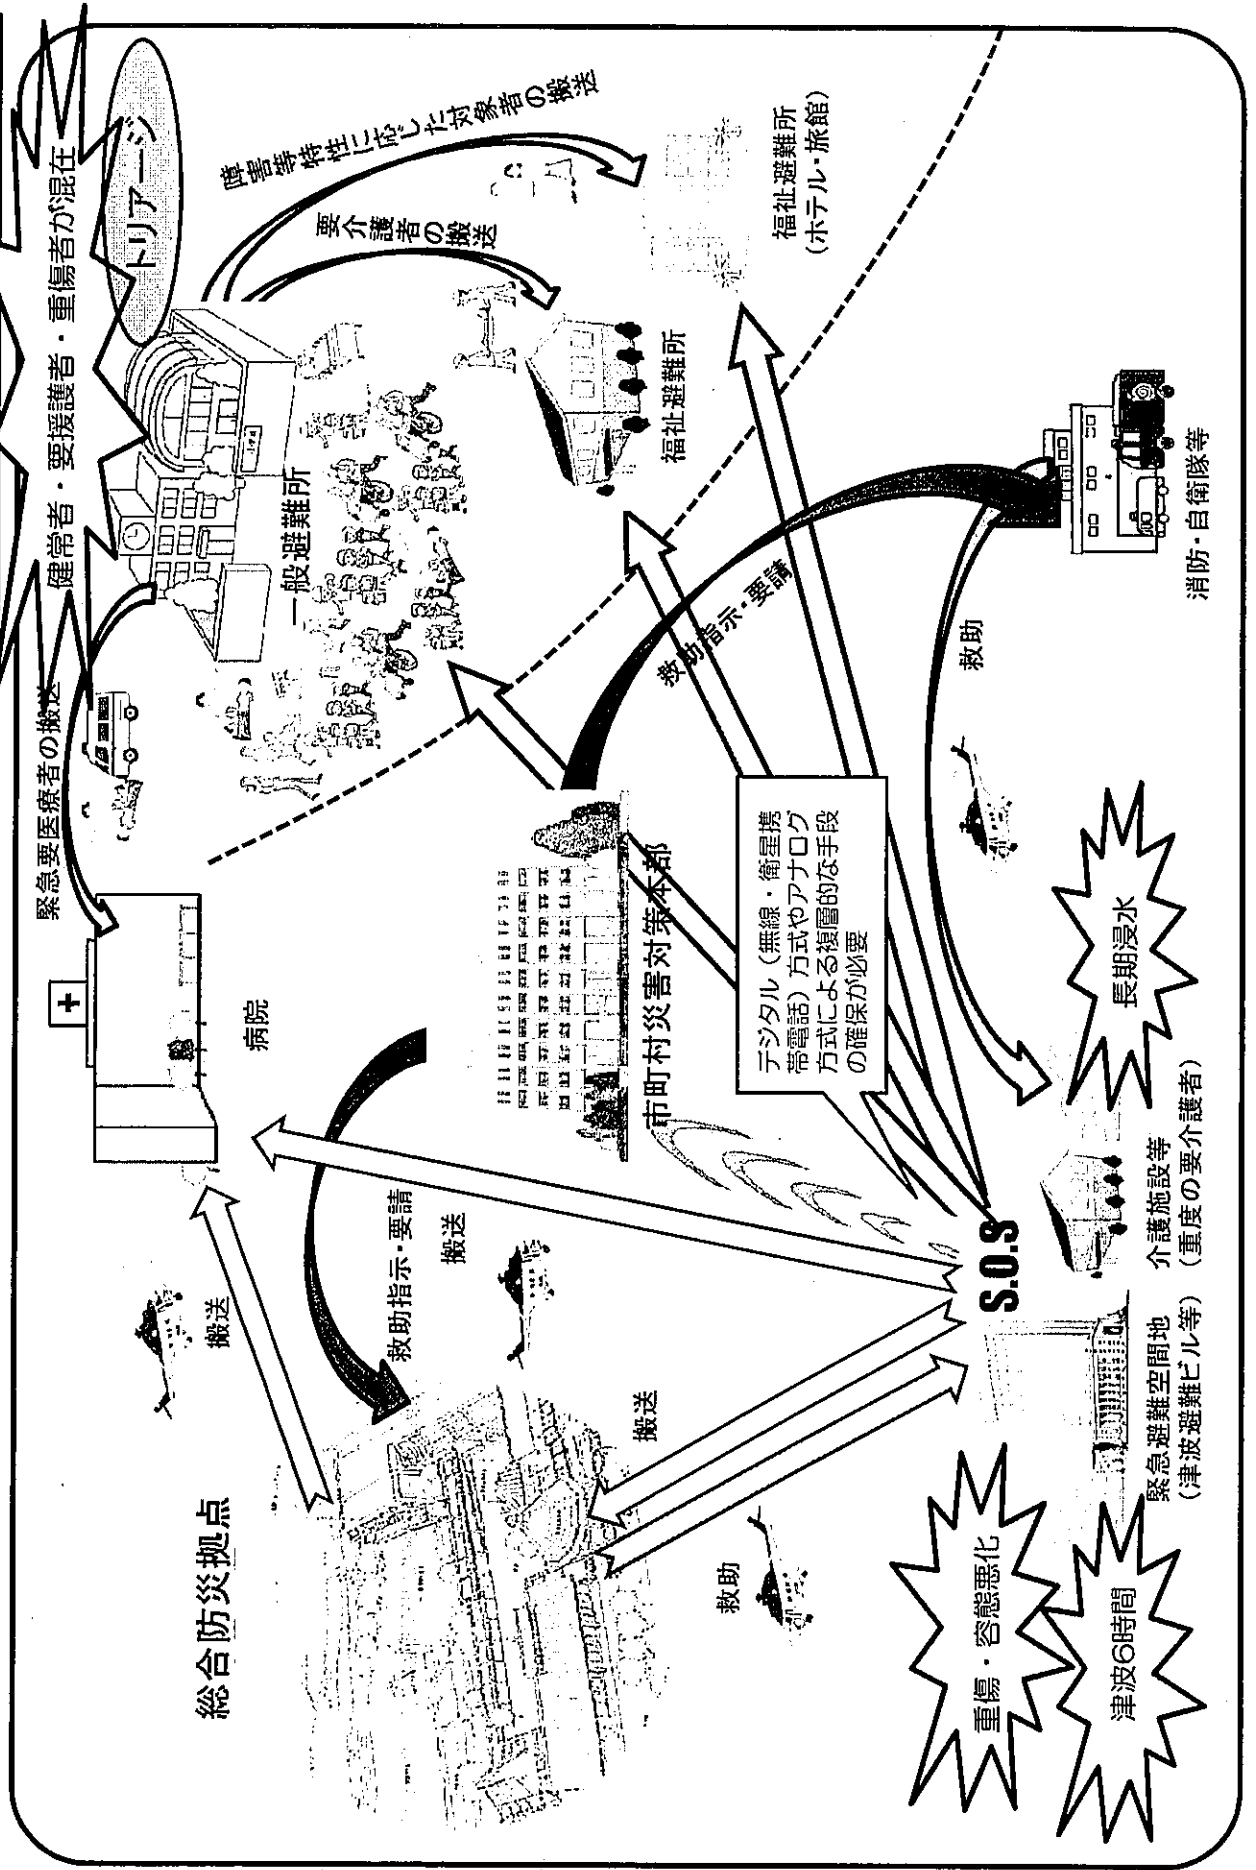 総合防災拠点
搬送
病院
緊急要医療者の搬送
健常者・要援護者・重傷者が混在
トリアージ
一般避難所
障害等特性に応じた対象者の搬送
要介護者の搬送
救助指示・要請
搬送
市町村災害対策本部
福祉避難所
福祉避難所
(ホテル・旅館)
救助
搬送
救助指示・要請
デジタル(無線・衛星携
帯電話)方式やアナログ
方式による複層的な手段
の確保が必要
重傷・容態悪化
S.O.S
救助
津波6時間
緊急避難空間地
(津波避難ビル等)
介護施設等
(重度の要介護者)
長期浸水
消防・自衛隊等